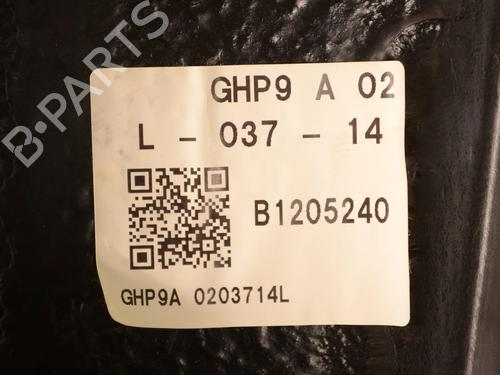 GHP9 A 02
L - 037 - 14
B1205240
GHP9A 0203714L
B-PARTS